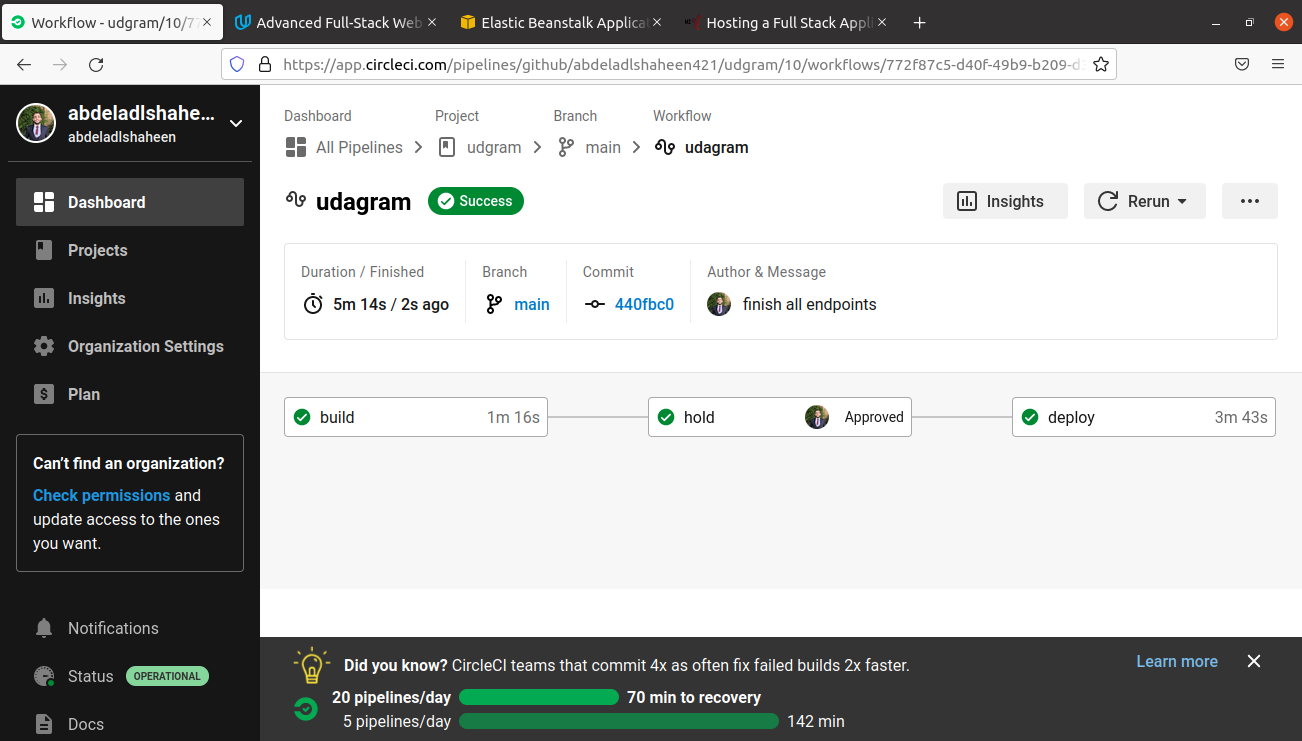 Workflow - udgram/10/77
Advanced Full-Stack Web
Elastic Beanstalk Applica
Hosting a Full Stack Appli
https://app.circleci.com/pipelines/github/abdeladlshaheen421/udgram/10/workflows/772f87c5-d40f-49b9-b209-d
abdeladlshahe...
abdeladlshaheen
Dashboard
Projects
Insights
Organization Settings
Plan
Can't find an organization?
Check permissions and
update access to the ones
you want.
Notifications
Status OPERATIONAL
Docs
Dashboard Project Branch Workflow
All Pipelines udgram main udagram
udagram Success Insights Rerun
Duration / Finished Branch Commit Author & Message
5m 14s / 2s ago main 440fbc0 finish all endpoints
build 1m 16s hold Approved deploy 3m 43s
Did you know? CircleCI teams that commit 4x as often fix failed builds 2x faster. Learn more
20 pipelines/day 70 min to recovery
5 pipelines/day 142 min